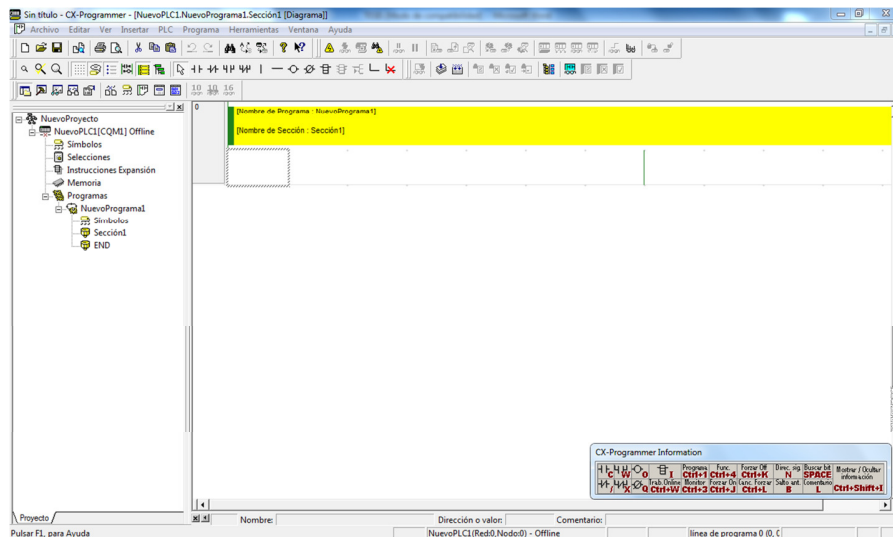 Sin título - CX-Programmer - [NuevoPLC1.NuevoPrograma1.Sección1 [Diagrama]]
Archivo Editar Ver Insertar PLC Programa Herramientas Ventana Ayuda
10 10 16
NuevoProyecto
NuevoPLC1[CQM1] Offline
Símbolos
Selecciones
Instrucciones Expansión
Memoria
Programas
NuevoPrograma1
Símbolos
Sección1
END
0
[Nombre de Programa : NuevoPrograma1]
[Nombre de Sección : Sección1]
CX-Programmer Information
C W O I Programa Ctrl+1 Func. Ctrl+4 Forzar Off Ctrl+K Direc. sig. N Buscar bit SPACE Mostrar / Ocultar información
/ X Q Trab.Online Ctrl+W Monitor Ctrl+3 Forzar On Ctrl+J Canc. Forzar Ctrl+L Salto ant. B Comentario L Ctrl+Shift+I
Proyecto
Nombre: Dirección o valor: Comentario:
Pulsar F1, para Ayuda
NuevoPLC1(Red:0,Nodo:0) - Offline
línea de programa 0 (0, 0